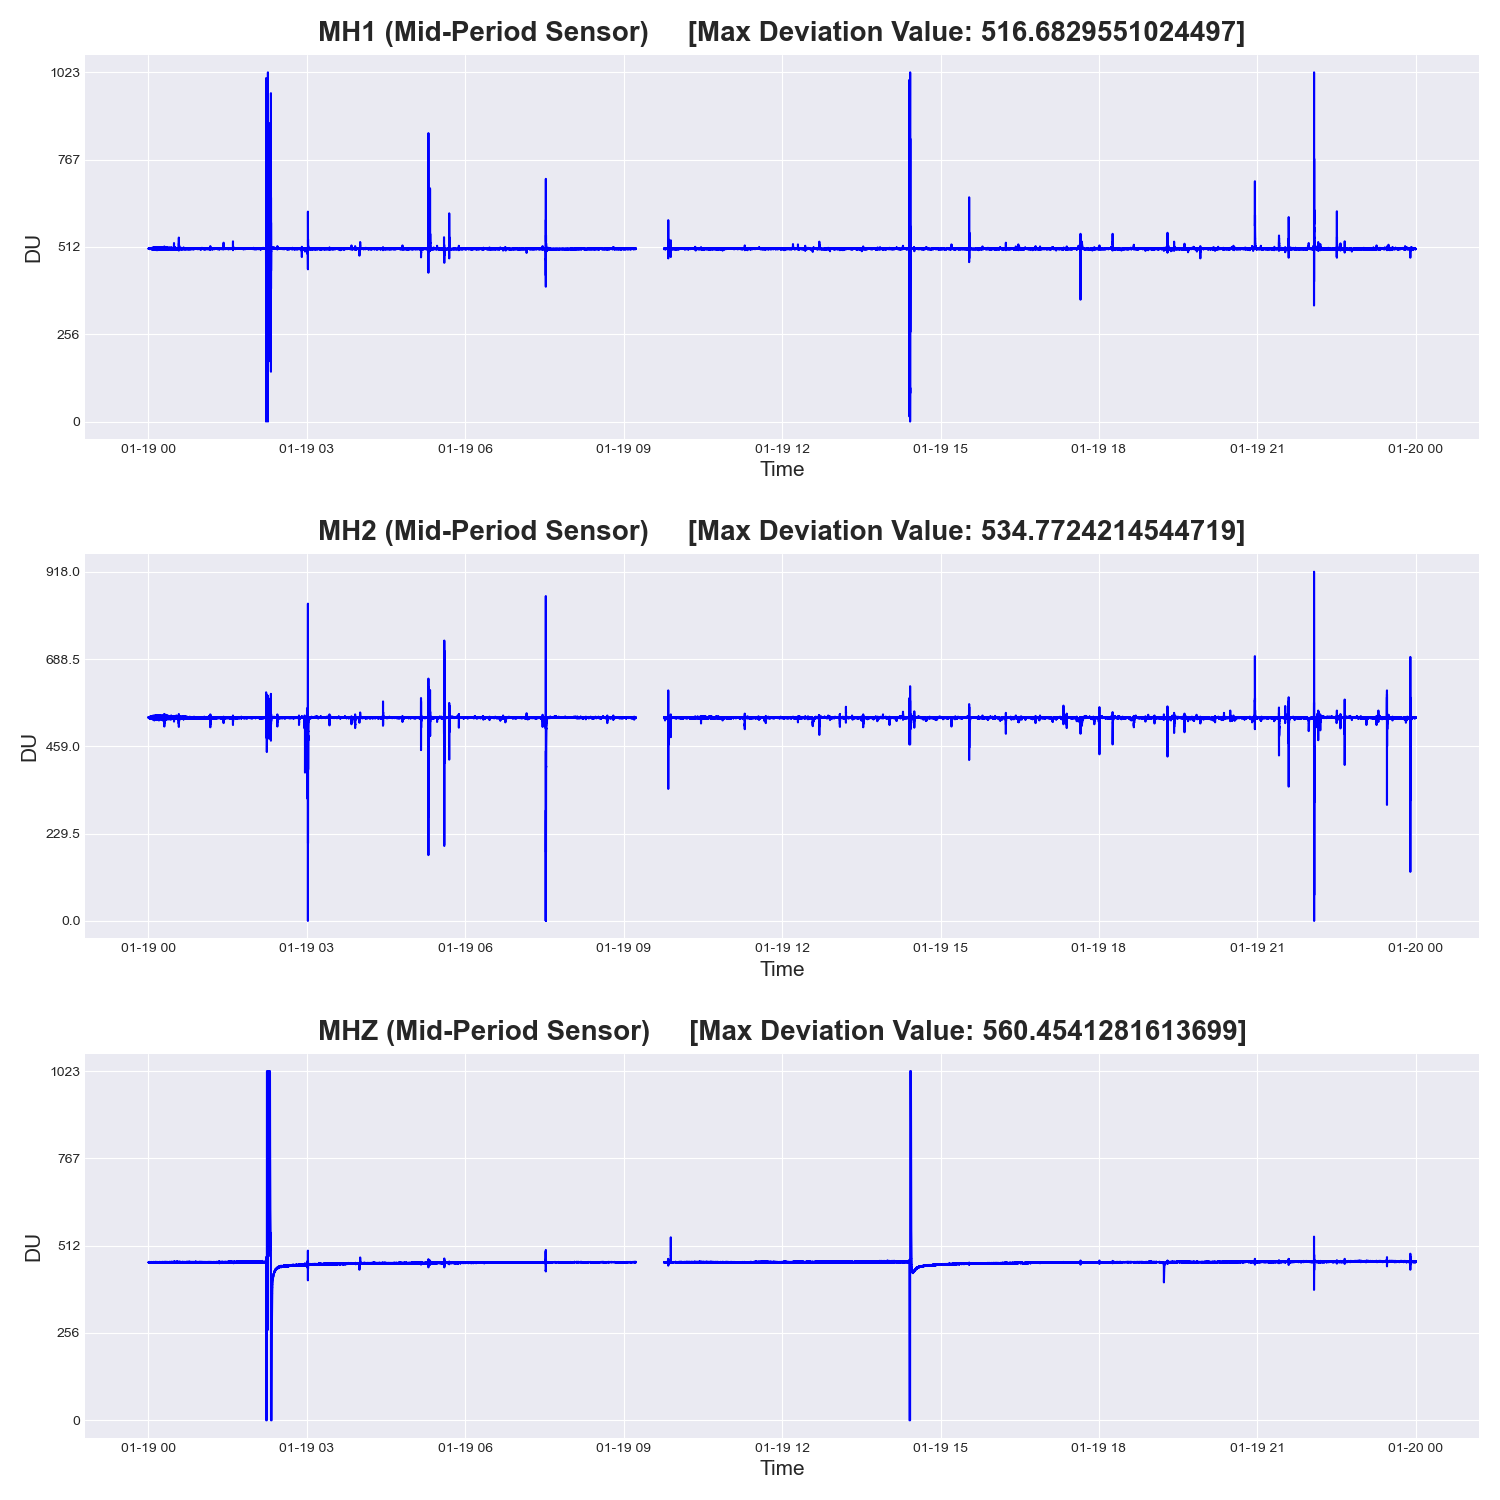 MH1 (Mid-Period Sensor) [Max Deviation Value: 516.6829551024497]
1023
767
512
256
0
DU
01-19 00 01-19 03 01-19 06 01-19 09 01-19 12 01-19 15 01-19 18 01-19 21 01-20 00
Time
MH2 (Mid-Period Sensor) [Max Deviation Value: 534.7724214544719]
918.0
688.5
459.0
229.5
0.0
DU
01-19 00 01-19 03 01-19 06 01-19 09 01-19 12 01-19 15 01-19 18 01-19 21 01-20 00
Time
MHZ (Mid-Period Sensor) [Max Deviation Value: 560.4541281613699]
1023
767
512
256
0
DU
01-19 00 01-19 03 01-19 06 01-19 09 01-19 12 01-19 15 01-19 18 01-19 21 01-20 00
Time